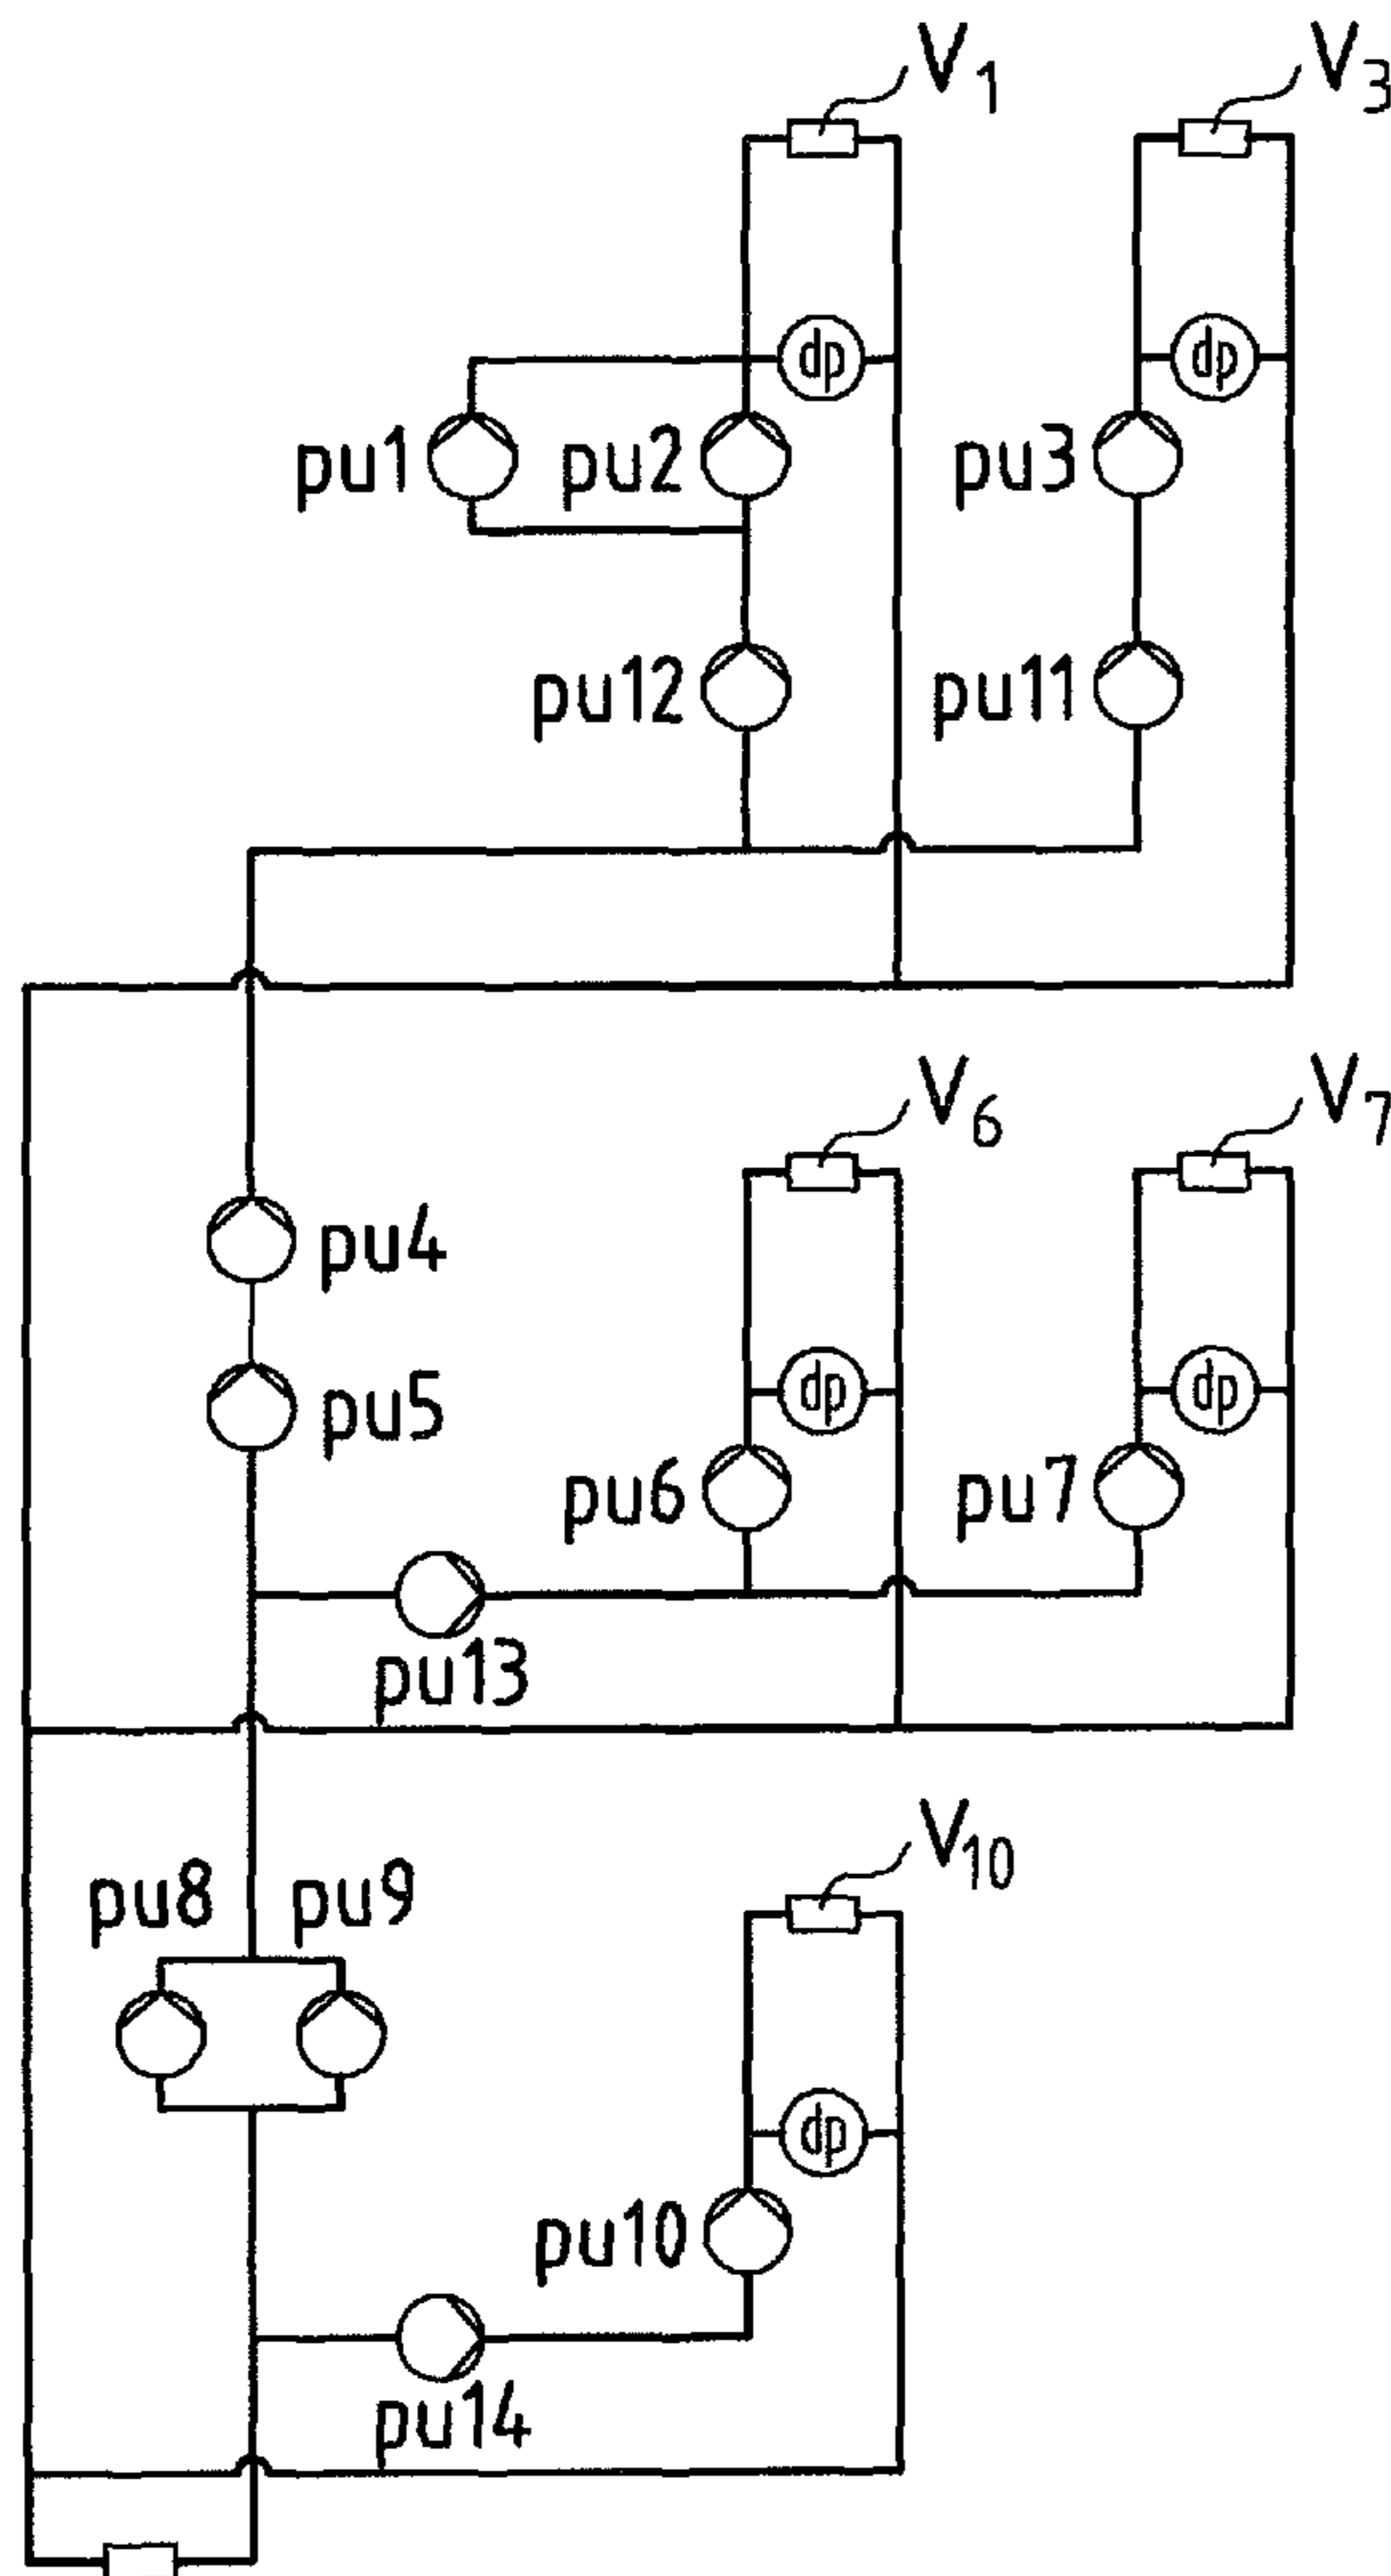 V1 V3
dp dp
pu1 pu2 pu3
pu12 pu11
V6 V7
pu4
dp dp
pu5
pu6 pu7
pu13
V10
pu8 pu9
dp
pu10
pu14